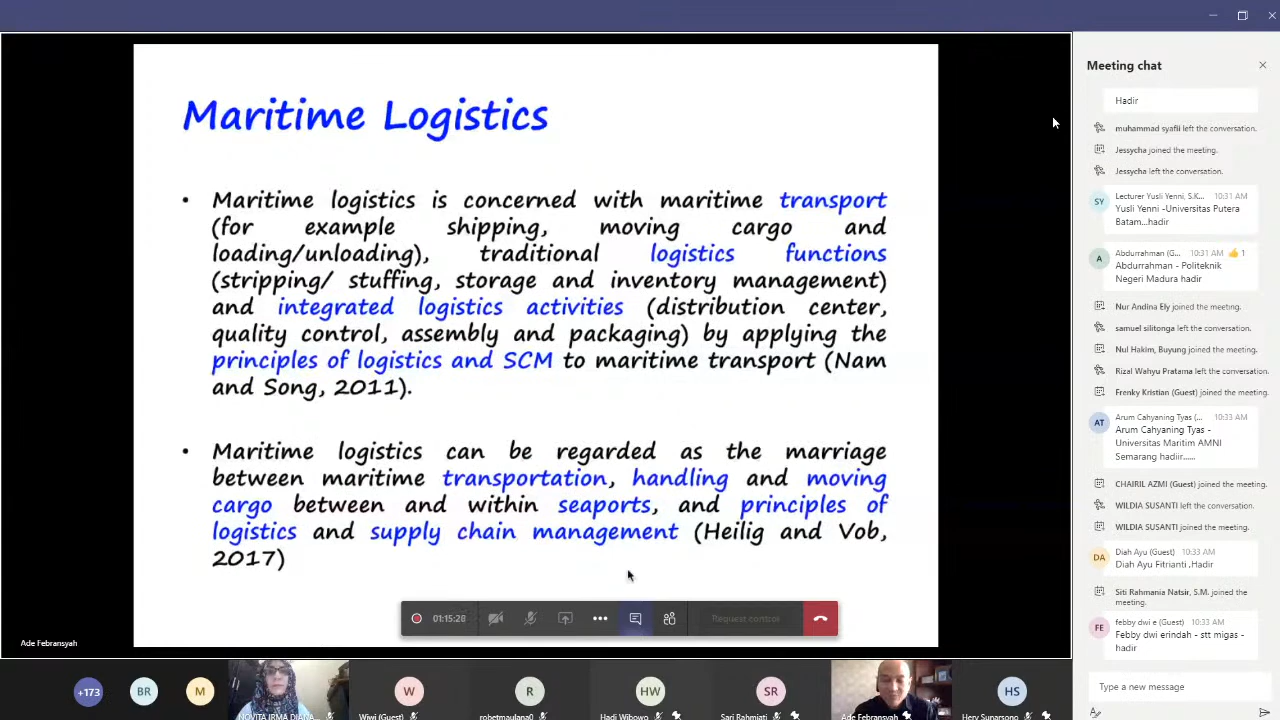 Maritime Logistics
• Maritime logistics is concerned with maritime transport
(for example shipping, moving cargo and
loading/unloading), traditional logistics functions
(stripping/ stuffing, storage and inventory management)
and integrated logistics activities (distribution center,
quality control, assembly and packaging) by applying the
principles of logistics and SCM to maritime transport (Nam
and Song, 2011).
• Maritime logistics can be regarded as the marriage
between maritime transportation, handling and moving
cargo between and within seaports, and principles of
logistics and supply chain management (Heilig and Vob,
2017)
01:15:28
Request control
Ade Febransyah
+173
BR
M
NOVITA IRMA DIANA...
W
Wiwi (Guest)
R
robetmaulana0
HW
Hadi Wibowo
SR
Sari Rahmiati
Ade Febransyah
HS
Hery Sunarsono
Meeting chat
Hadir
muhammad syafii left the conversation.
Jessycha joined the meeting.
Jessycha left the conversation.
SY
Lecturer Yusli Yenni, S.K... 10:31 AM
Yusli Yenni -Universitas Putera
Batam...hadir
A
Abdurrahman (G... 10:31 AM 👍 1
Abdurrahman - Politeknik
Negeri Madura hadir
Nur Andina Ely joined the meeting.
samuel silitonga left the conversation.
Nul Hakim, Buyung joined the meeting.
Rizal Wahyu Pratama left the conversation.
Frenky Kristian (Guest) joined the meeting.
AT
Arum Cahyaning Tyas (... 10:33 AM
Arum Cahyaning Tyas -
Universitas Maritim AMNI
Semarang hadiir......
CHAIRIL AZMI (Guest) joined the meeting.
WILDIA SUSANTI left the conversation.
WILDIA SUSANTI joined the meeting.
DA
Diah Ayu (Guest) 10:33 AM
Diah Ayu Fitrianti ,Hadir
Siti Rahmania Natsir, S.M. joined the
meeting.
FE
febby dwi e (Guest) 10:33 AM
Febby dwi erindah - stt migas -
hadir
Type a new message